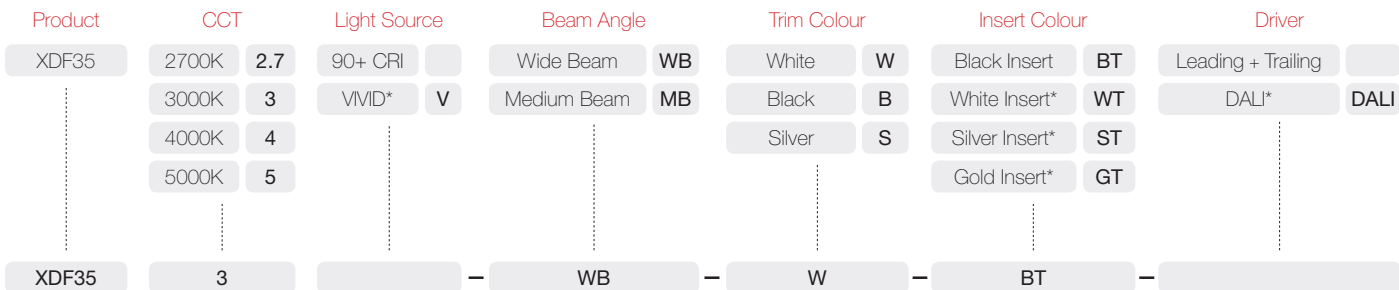 Product CCT Light Source Beam Angle Trim Colour Insert Colour Driver
XDF35 2700K 2.7 90+ CRI Wide Beam WB White W Black Insert BT Leading + Trailing
3000K 3 VIVID* V Medium Beam MB Black B White Insert* WT DALI* DALI
4000K 4 Silver S Silver Insert* ST
5000K 5 Gold Insert* GT
XDF35 3 – WB – W – BT –